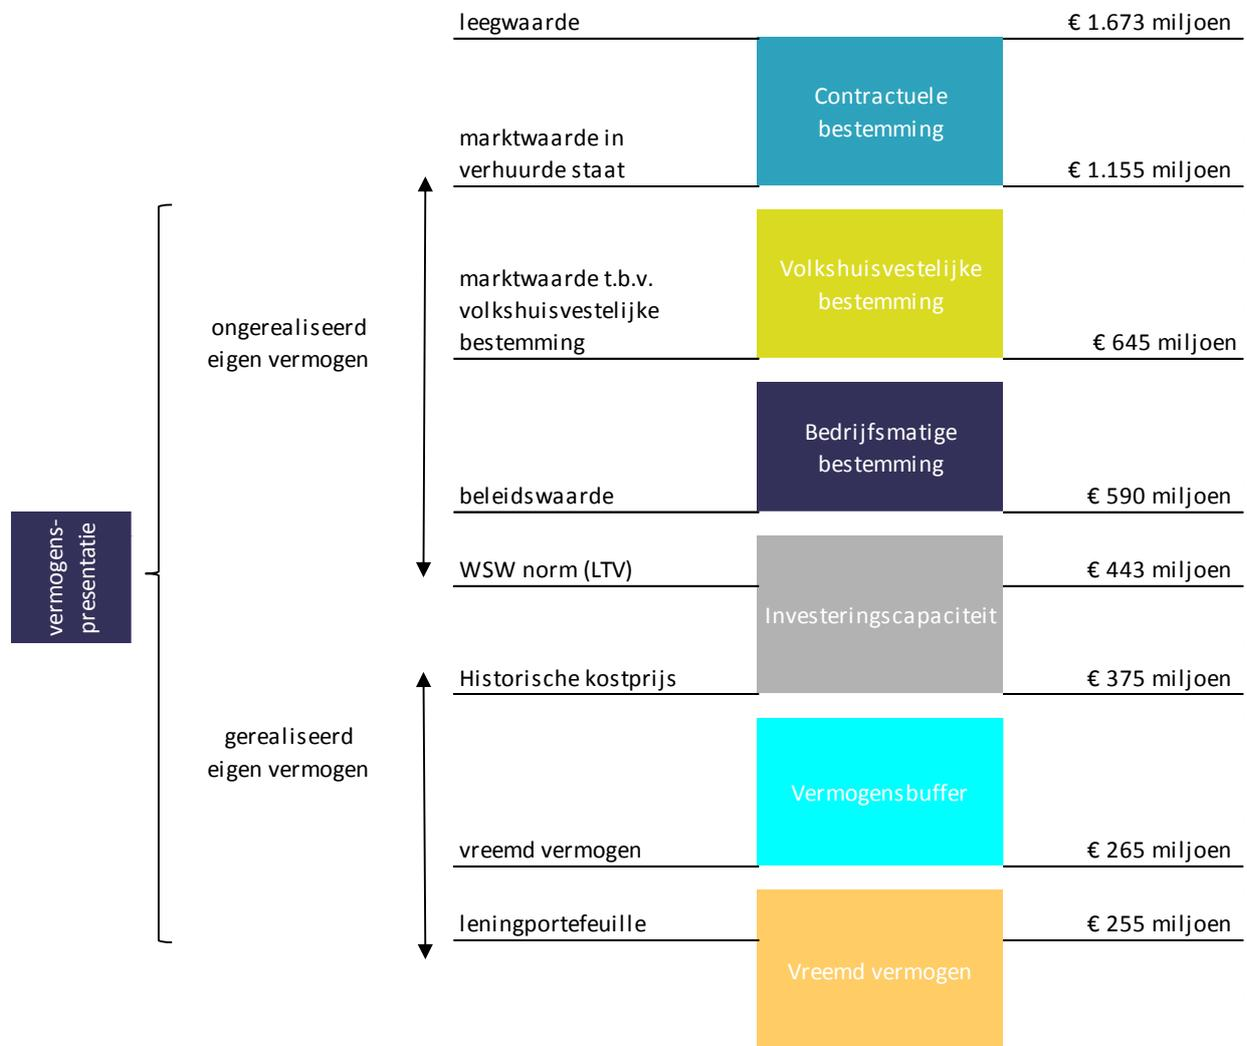 leegwaarde
€ 1.673 miljoen
Contractuele
bestemming
marktwaarde in
verhuurde staat
€ 1.155 miljoen
Volkshuisvestelijke
bestemming
marktwaarde t.b.v.
volkshuisvestelijke
bestemming
€ 645 miljoen
ongerealiseerd
eigen vermogen
Bedrijfsmatige
bestemming
beleidswaarde
€ 590 miljoen
vermogens-
presentatie
WSW norm (LTV)
€ 443 miljoen
Investeringscapaciteit
Historische kostprijs
€ 375 miljoen
gerealiseerd
eigen vermogen
Vermogensbuffer
vreemd vermogen
€ 265 miljoen
leningportefeuille
€ 255 miljoen
Vreemd vermogen